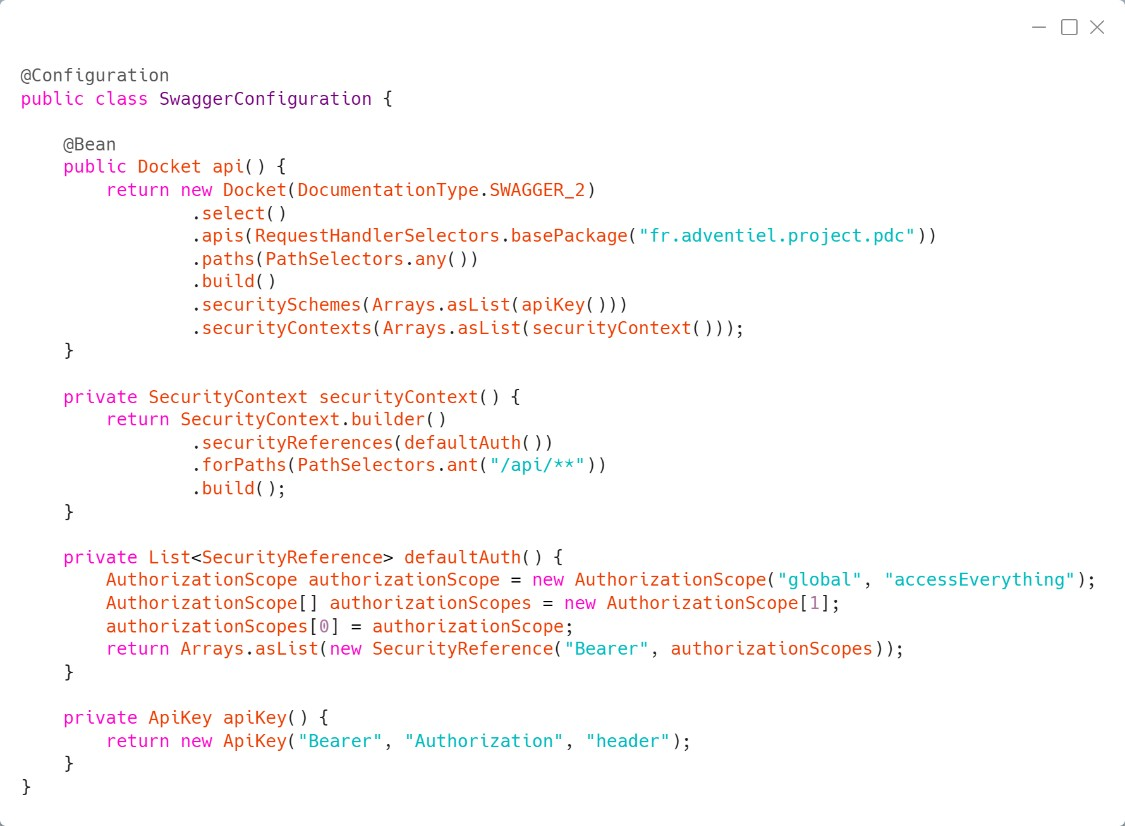 @Configuration
public class SwaggerConfiguration {
@Bean
public Docket api() {
return new Docket(DocumentationType.SWAGGER_2)
.select()
.apis(RequestHandlerSelectors.basePackage("fr.adventiel.project.pdc"))
.paths(PathSelectors.any())
.build()
.securitySchemes(Arrays.asList(apiKey()))
.securityContexts(Arrays.asList(securityContext()));
}
private SecurityContext securityContext() {
return SecurityContext.builder()
.securityReferences(defaultAuth())
.forPaths(PathSelectors.ant("/api/**"))
.build();
}
private List<SecurityReference> defaultAuth() {
AuthorizationScope authorizationScope = new AuthorizationScope("global", "accessEverything");
AuthorizationScope[] authorizationScopes = new AuthorizationScope[1];
authorizationScopes[0] = authorizationScope;
return Arrays.asList(new SecurityReference("Bearer", authorizationScopes));
}
private ApiKey apiKey() {
return new ApiKey("Bearer", "Authorization", "header");
}
}